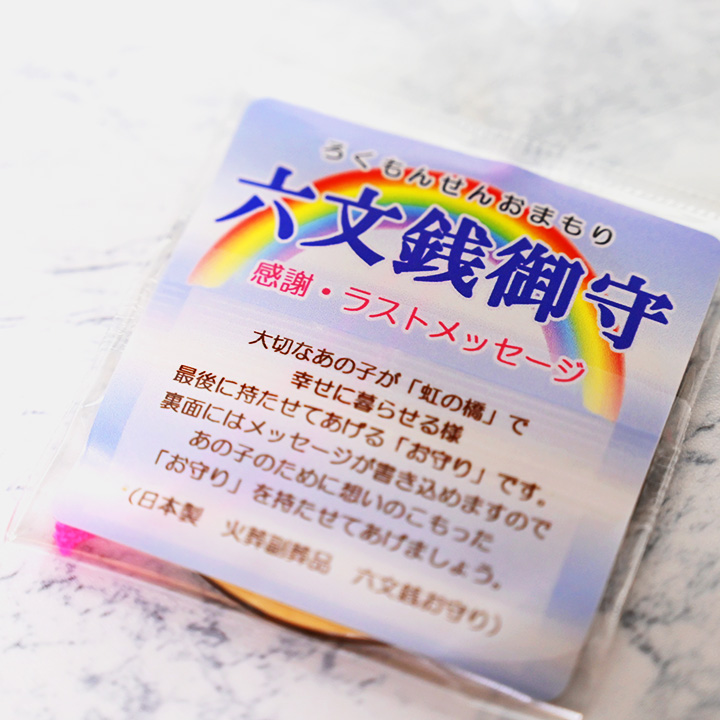 ろくもんせんおまもり
六文銭御守
感謝・ラストメッセージ
大切なあの子が「虹の橋」で
幸せに暮らせる様
最後に持たせてあげる「お守り」です。
裏面にはメッセージが書き込めますので
あの子のために想いのこもった
「お守り」を持たせてあげましょう。
（日本製　火葬副葬品　六文銭お守り）